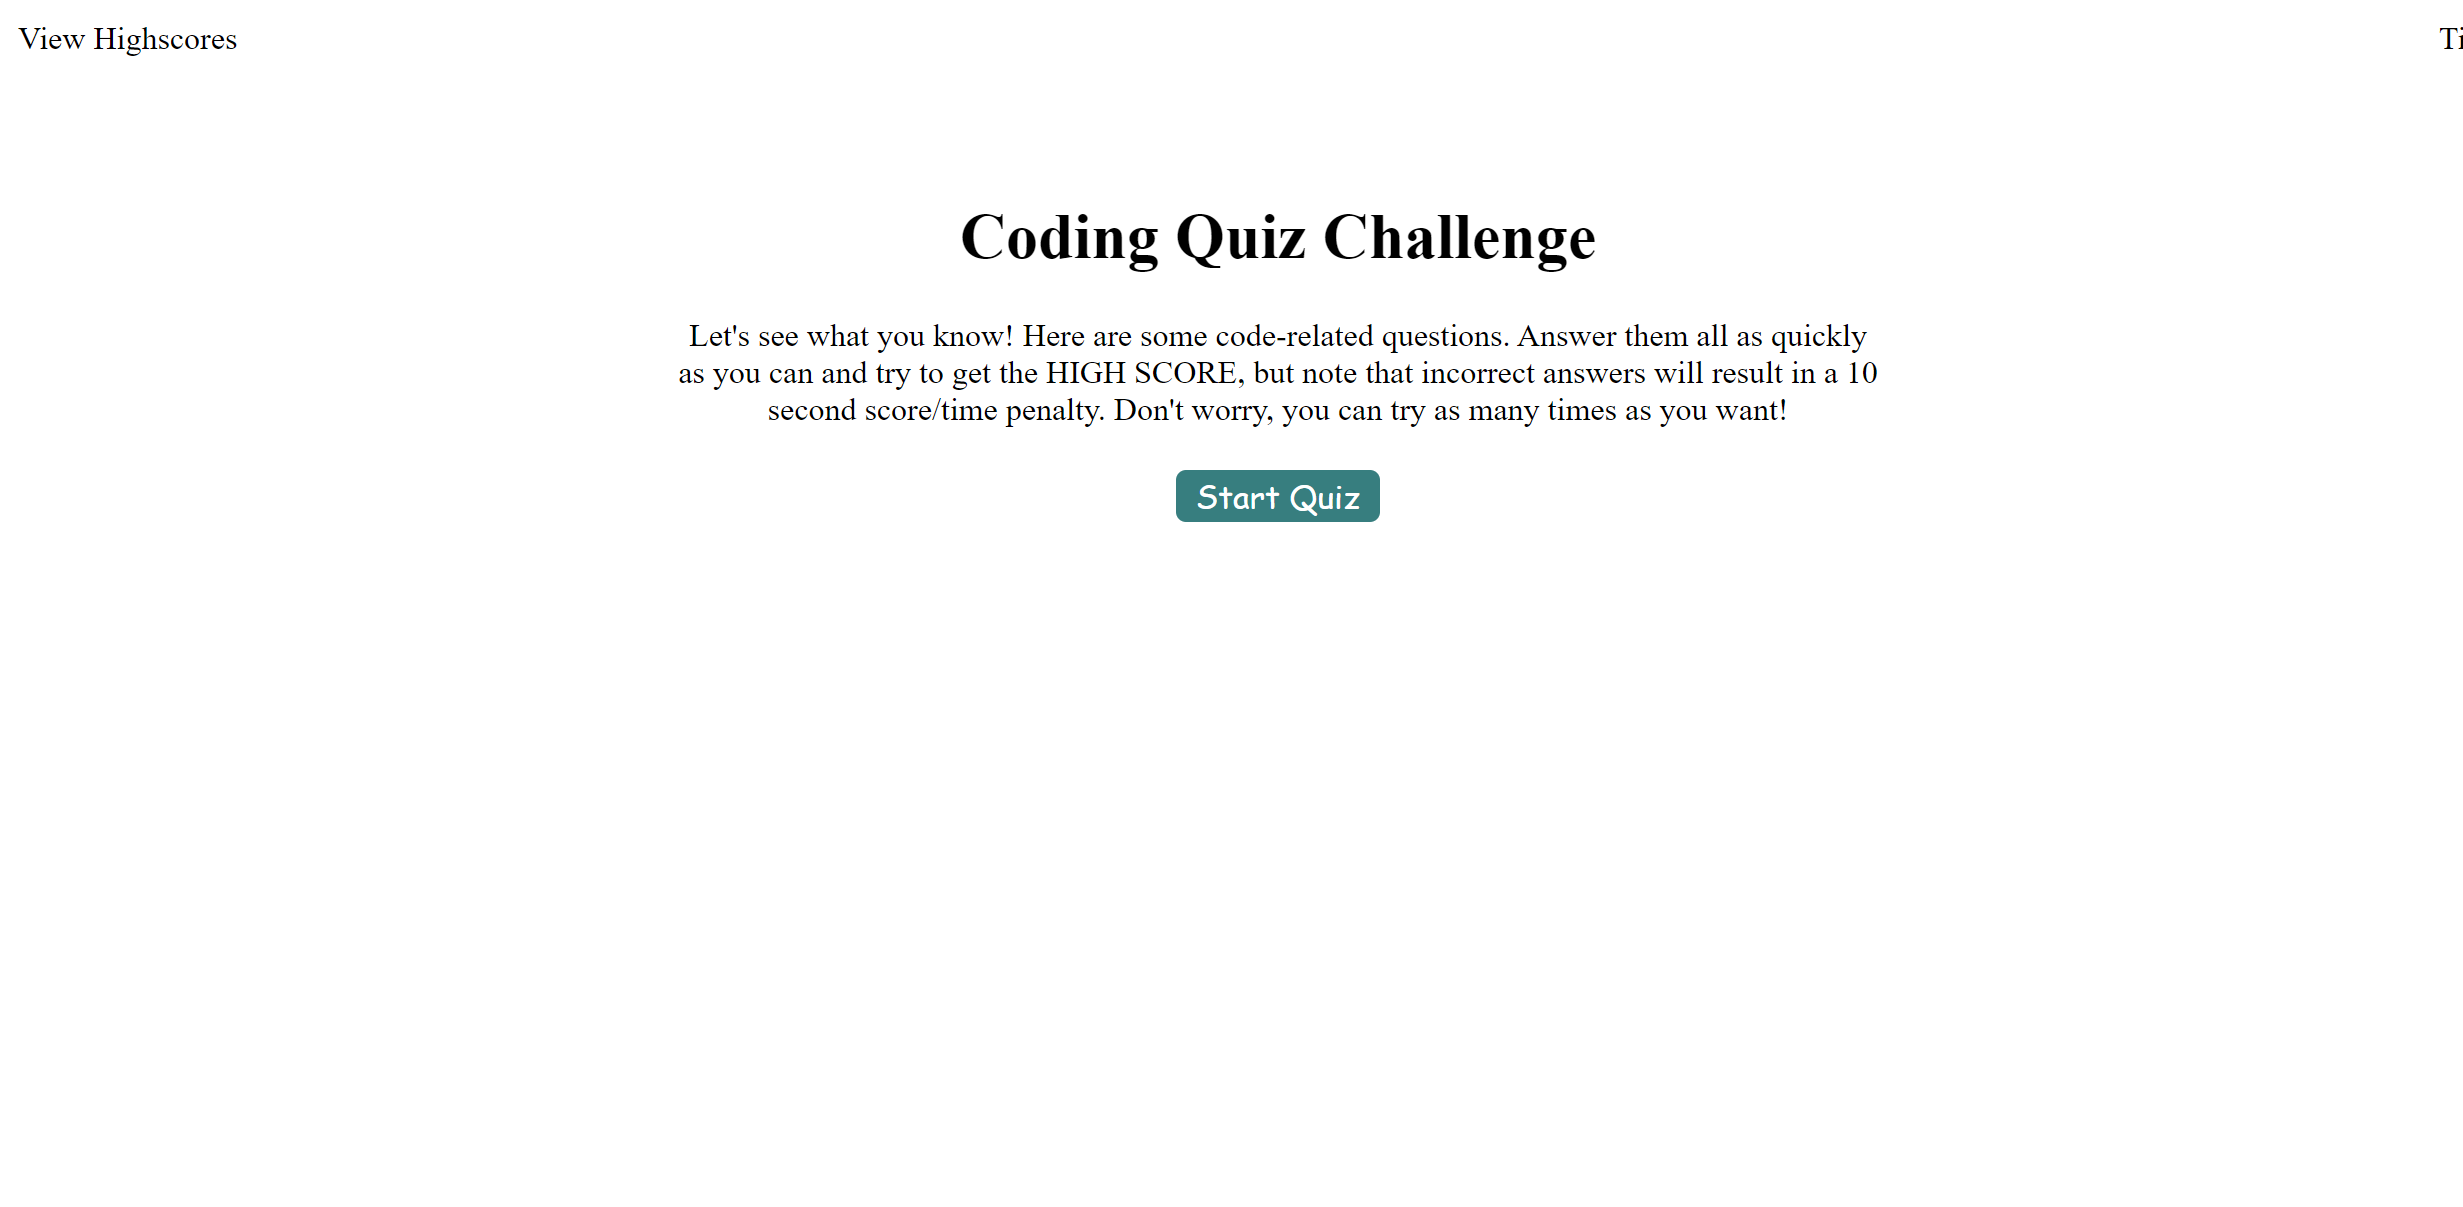 View Highscores
Coding Quiz Challenge
Let's see what you know! Here are some code-related questions. Answer them all as quickly
as you can and try to get the HIGH SCORE, but note that incorrect answers will result in a 10
second score/time penalty. Don't worry, you can try as many times as you want!
Start Quiz